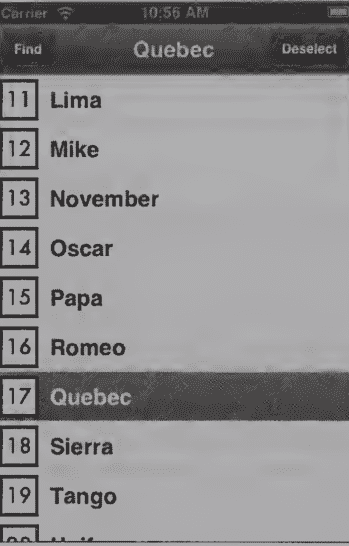 Carrier 10:56 AM
Find Quebec Deselect
11 Lima
12 Mike
13 November
14 Oscar
15 Papa
16 Romeo
17 Quebec
18 Sierra
19 Tango